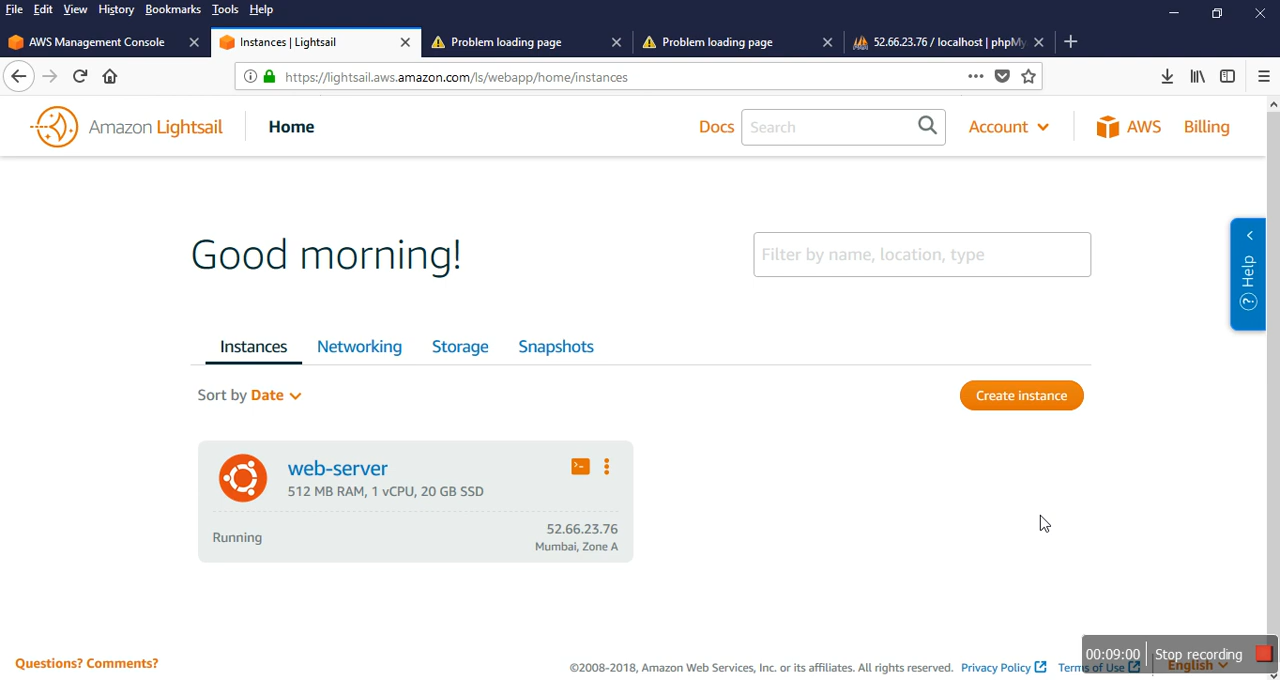 File Edit View History Bookmarks Tools Help
AWS Management Console
Instances | Lightsail
Problem loading page
Problem loading page
52.66.23.76 / localhost | phpMy
https://lightsail.aws.amazon.com/ls/webapp/home/instances
Amazon Lightsail
Home
Docs
Search
Account
AWS
Billing
Good morning!
Filter by name, location, type
Help
Instances Networking Storage Snapshots
Sort by Date
Create instance
web-server
512 MB RAM, 1 vCPU, 20 GB SSD
Running
52.66.23.76
Mumbai, Zone A
00:09:00 Stop recording
Questions? Comments?
©2008-2018, Amazon Web Services, Inc. or its affiliates. All rights reserved. Privacy Policy Terms of Use English